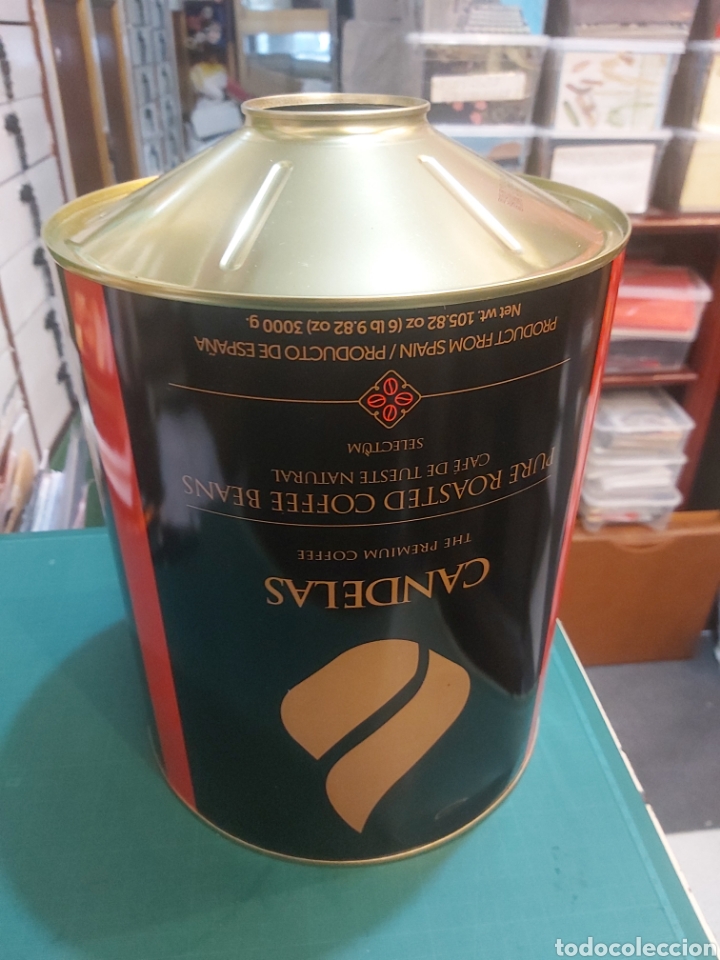 CANDELAS
THE PREMIUM COFFEE
PURE ROASTED COFFEE BEANS
CAFÉ DE TUESTE NATURAL
SELECTUM
PRODUCT FROM SPAIN / PRODUCTO DE ESPAÑA
Net wt. 105.82 oz (6 lb 9.82 oz) 3000 g.
todocoleccion